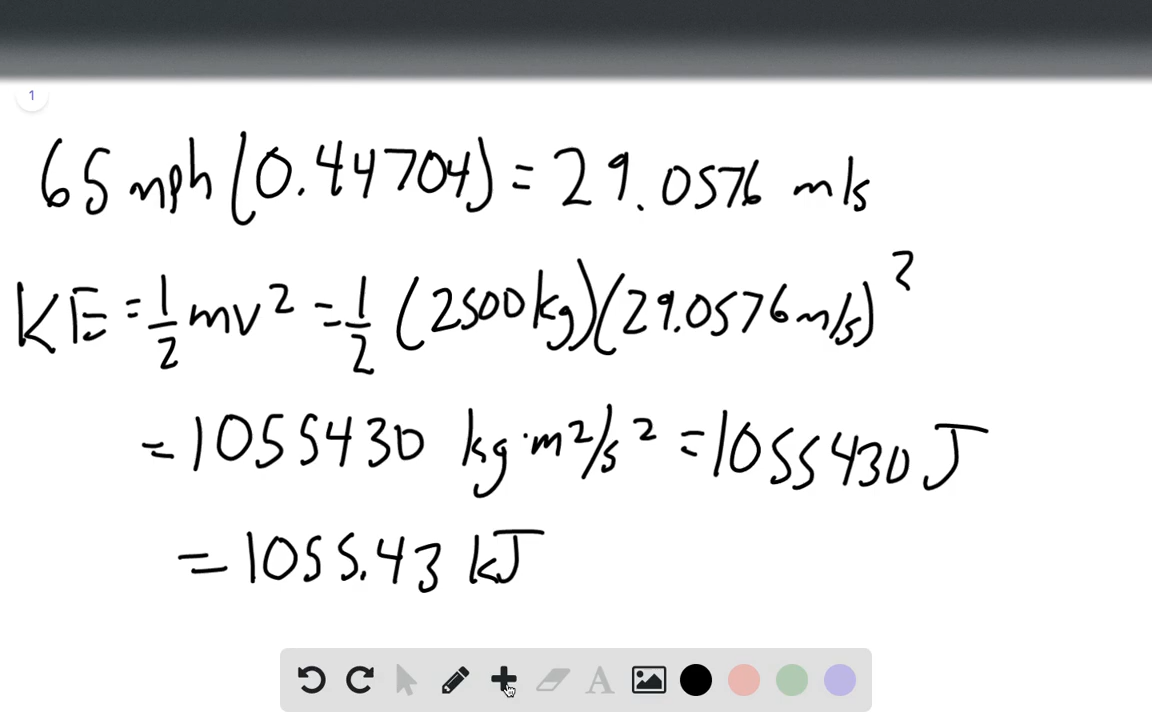 1
65 mph (0.44704) = 29.0576 m/s
KE = 1/2 mv² = 1/2 (2500 kg)(29.0576 m/s)²
= 1055430 kg·m²/s² = 1055430 J
= 1055.43 kJ
A